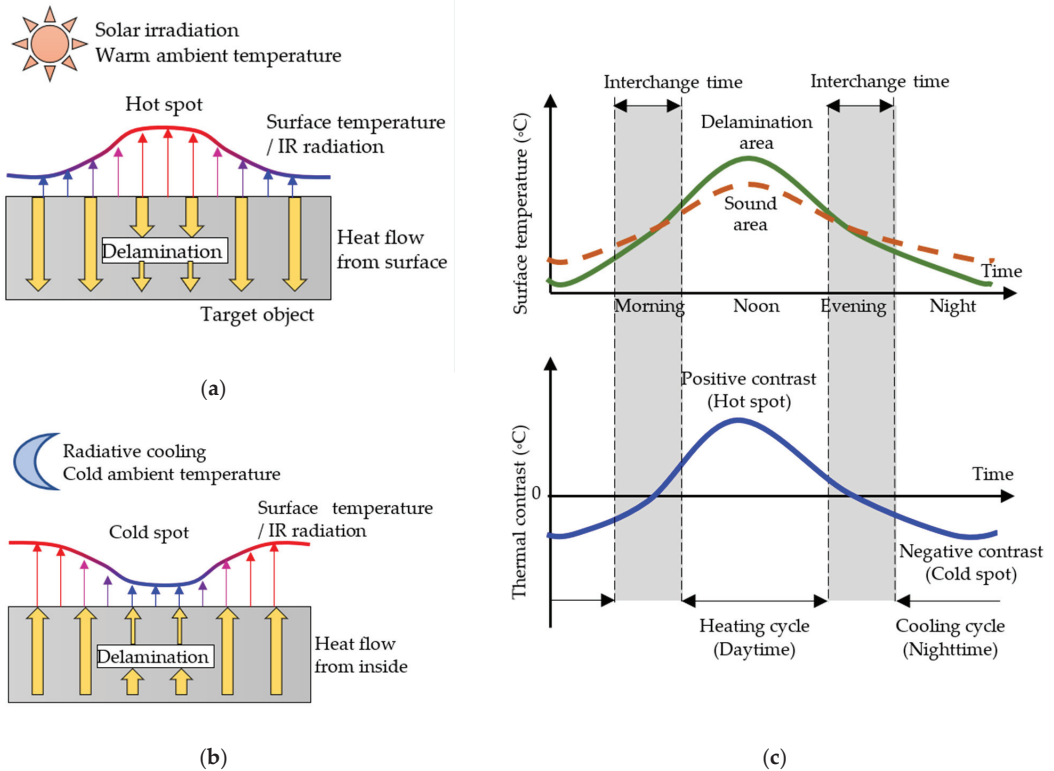 Solar irradiation
Warm ambient temperature
Hot spot
Surface temperature
/ IR radiation
Delamination
Heat flow
from surface
Target object
(a)
Radiative cooling
Cold ambient temperature
Cold spot
Surface temperature
/ IR radiation
Delamination
Heat flow
from inside
(b)
Interchange time
Interchange time
Surface temperature (∘C)
Delamination
area
Sound
area
Time
Morning
Noon
Evening
Night
Thermal contrast (∘C)
Positive contrast
(Hot spot)
0
Time
Negative contrast
(Cold spot)
Heating cycle
(Daytime)
Cooling cycle
(Nighttime)
(c)